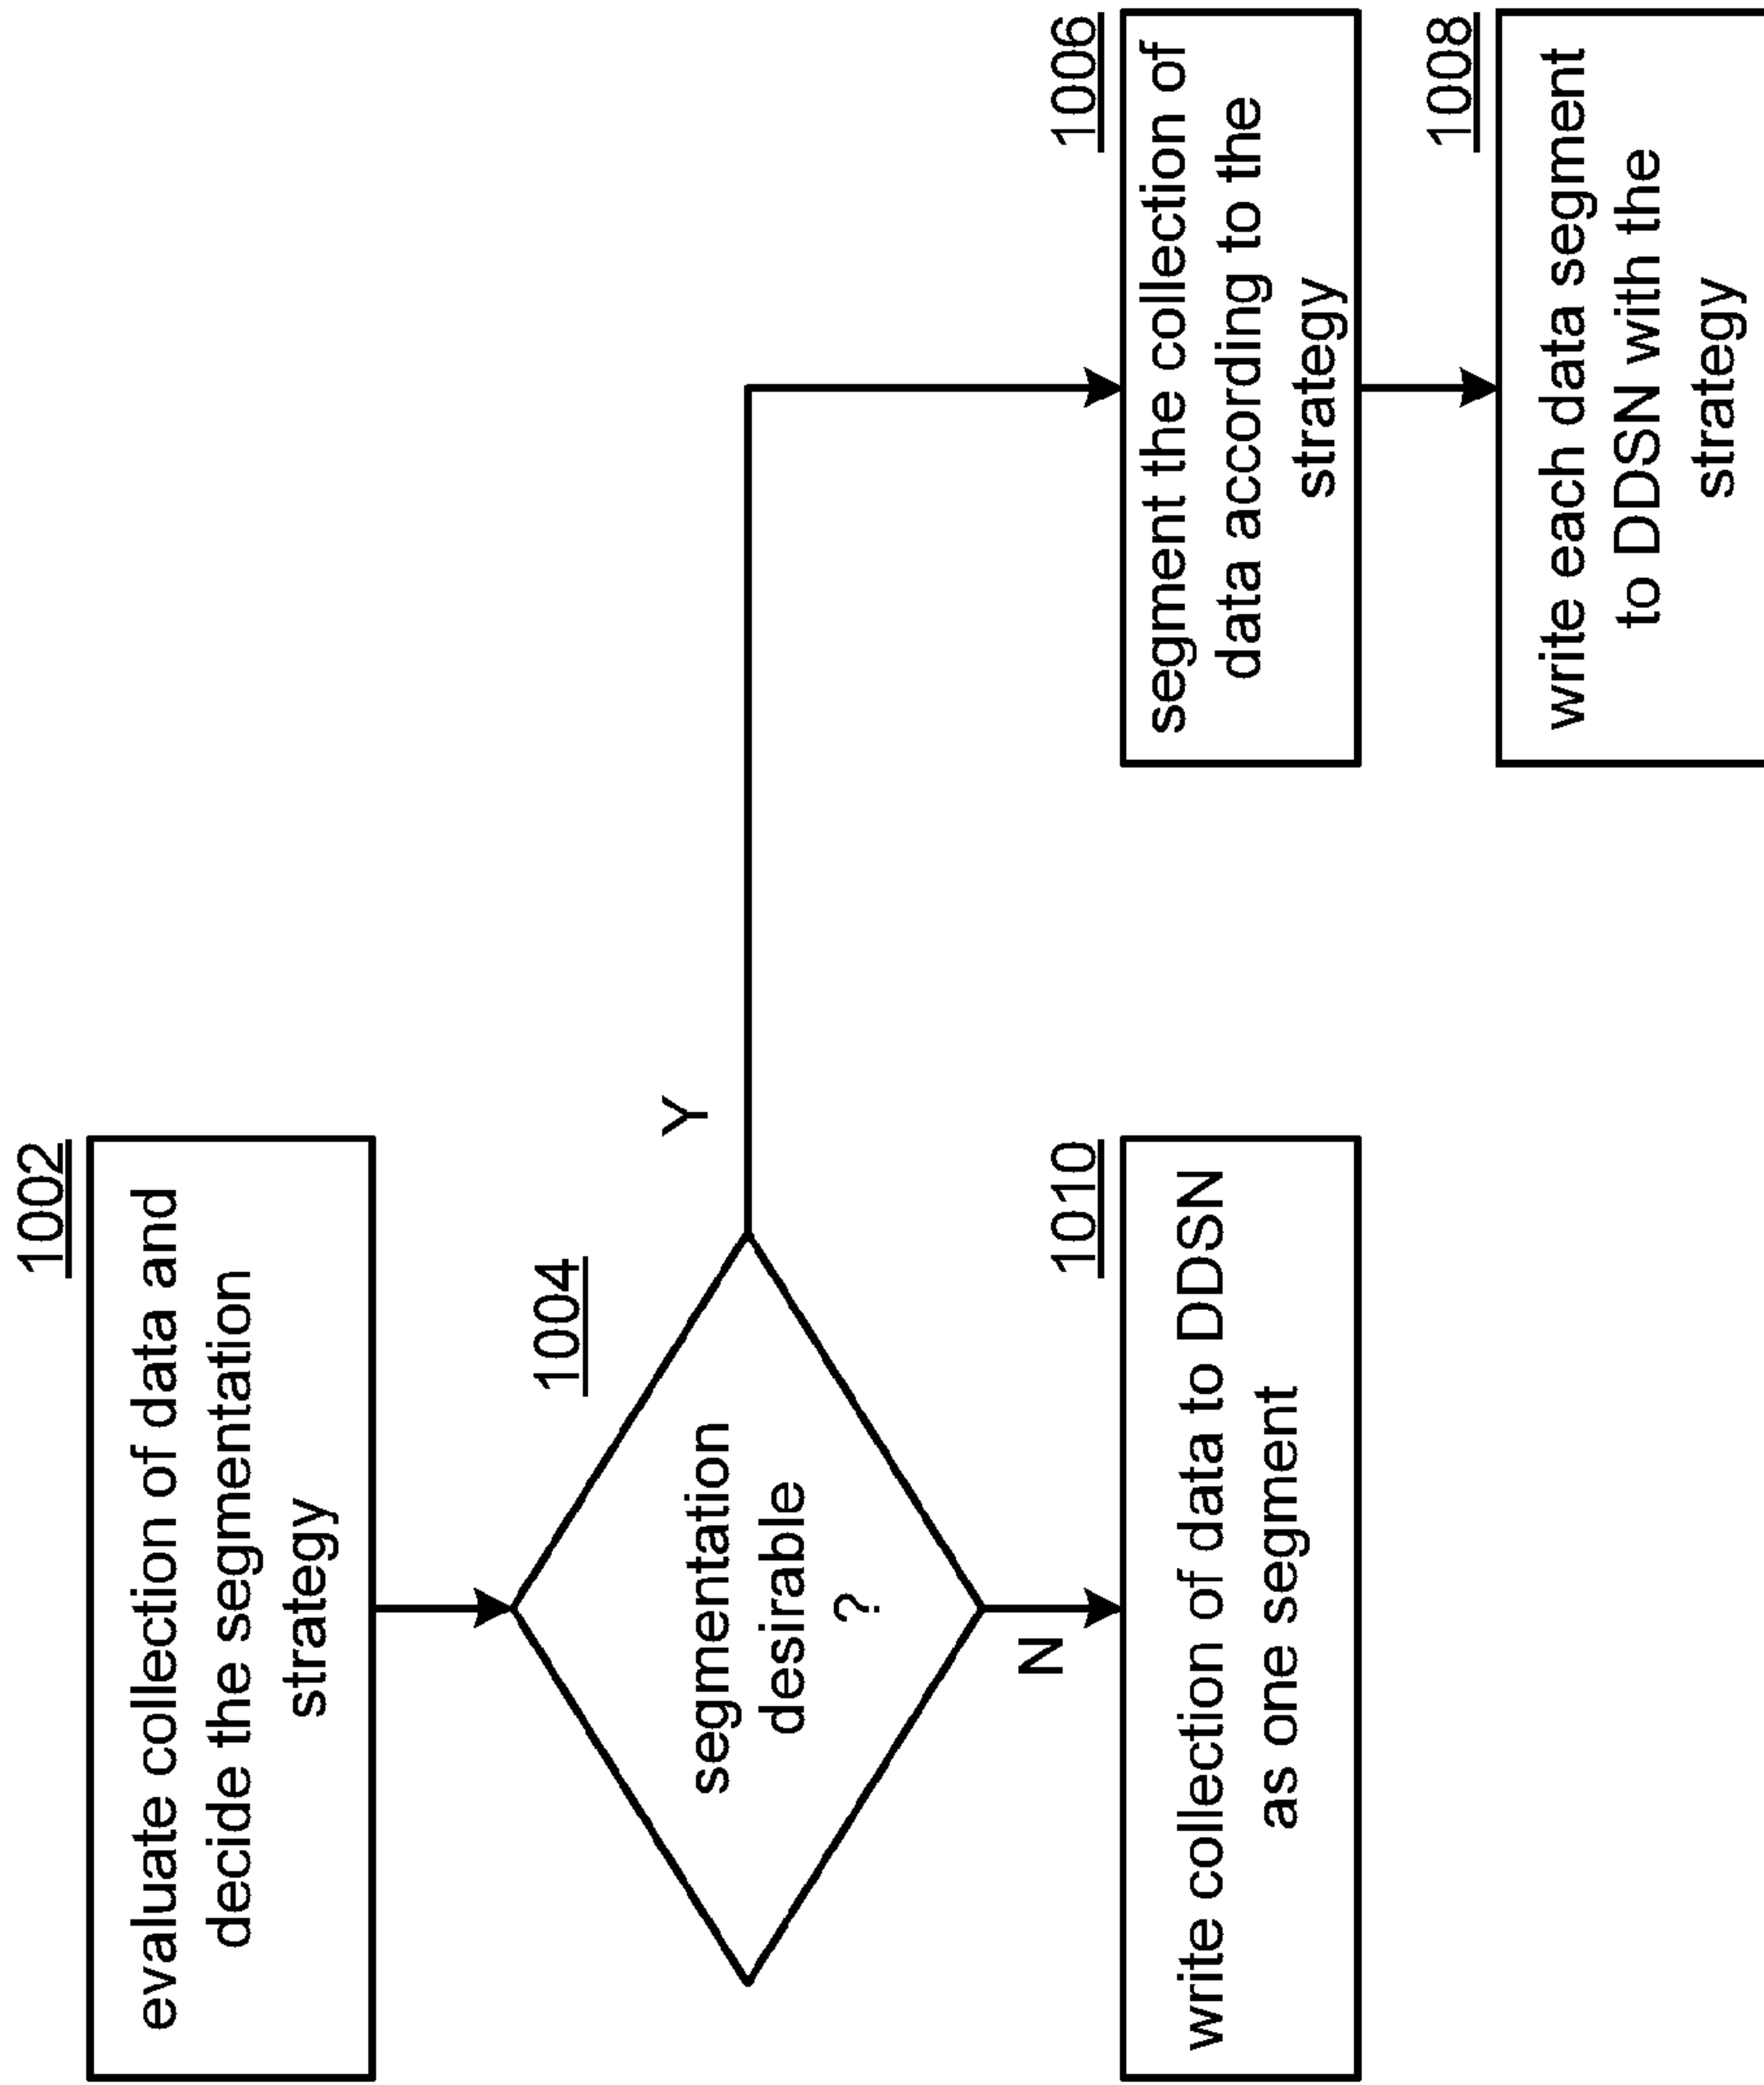 1002
evaluate collection of data and
decide the segmentation
strategy
1004
segmentation
desirable
?
Y
N
1010
write collection of data to DDSN
as one segment
1006
segment the collection of
data according to the
strategy
1008
write each data segment
to DDSN with the
strategy